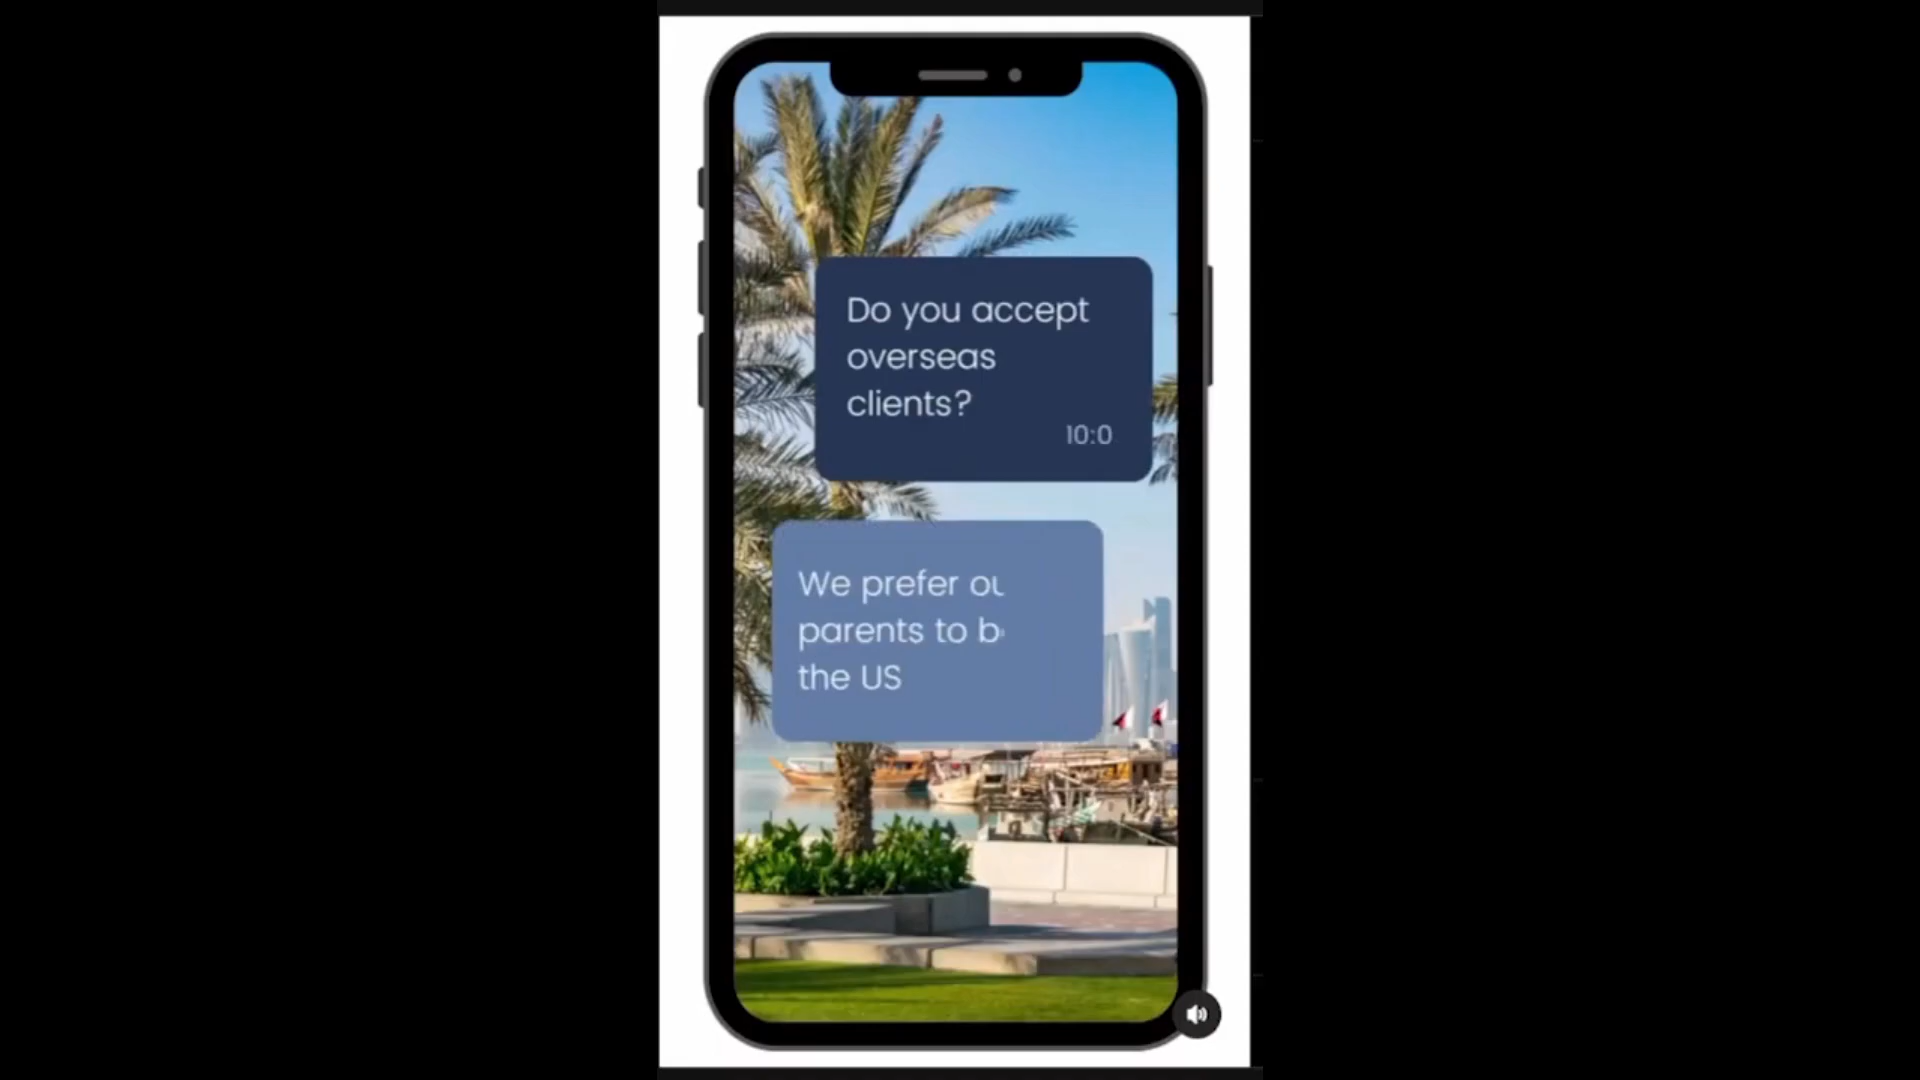 Do you accept
overseas
clients?
10:0
We prefer
parents to
the US